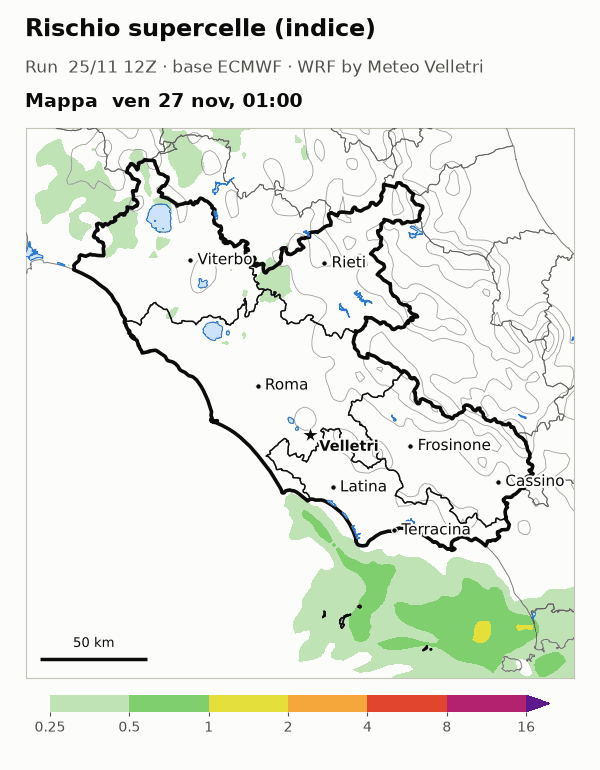 Rischio supercelle (indice)
Run  25/11 12Z · base ECMWF · WRF by Meteo Velletri
Mappa  ven 27 nov, 01:00
Viterbo
Rieti
Roma
Velletri
Frosinone
Cassino
Latina
Terracina
50 km
0.25 0.5 1 2 4 8 16